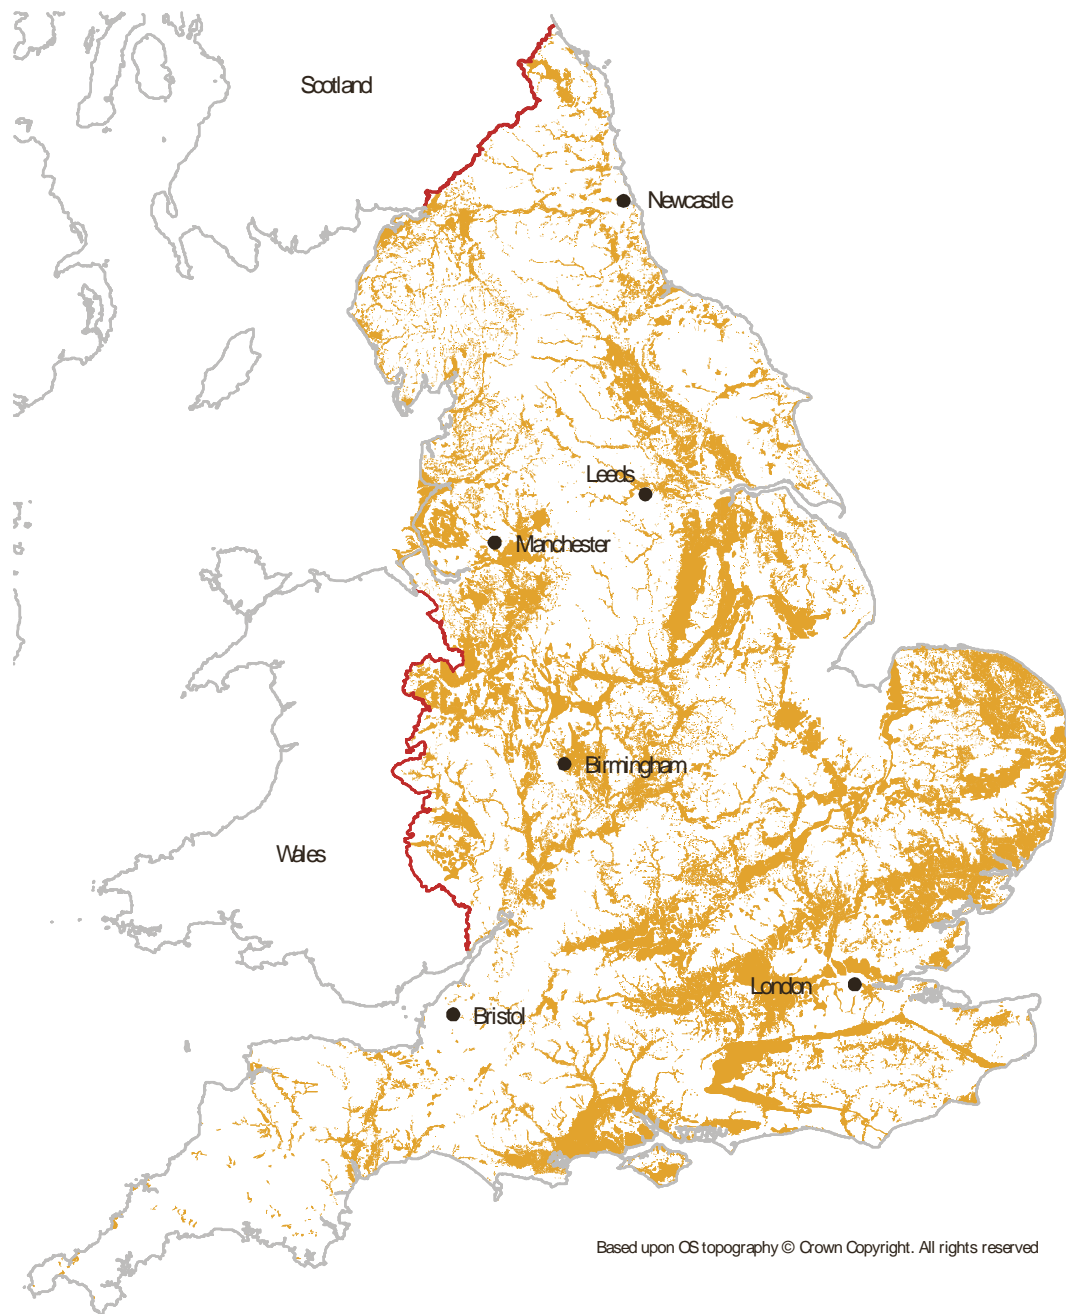 Scotland
Newcastle
Leeds
Manchester
Birmingham
Wales
London
Bristol
Based upon OS topography © Crown Copyright. All rights reserved